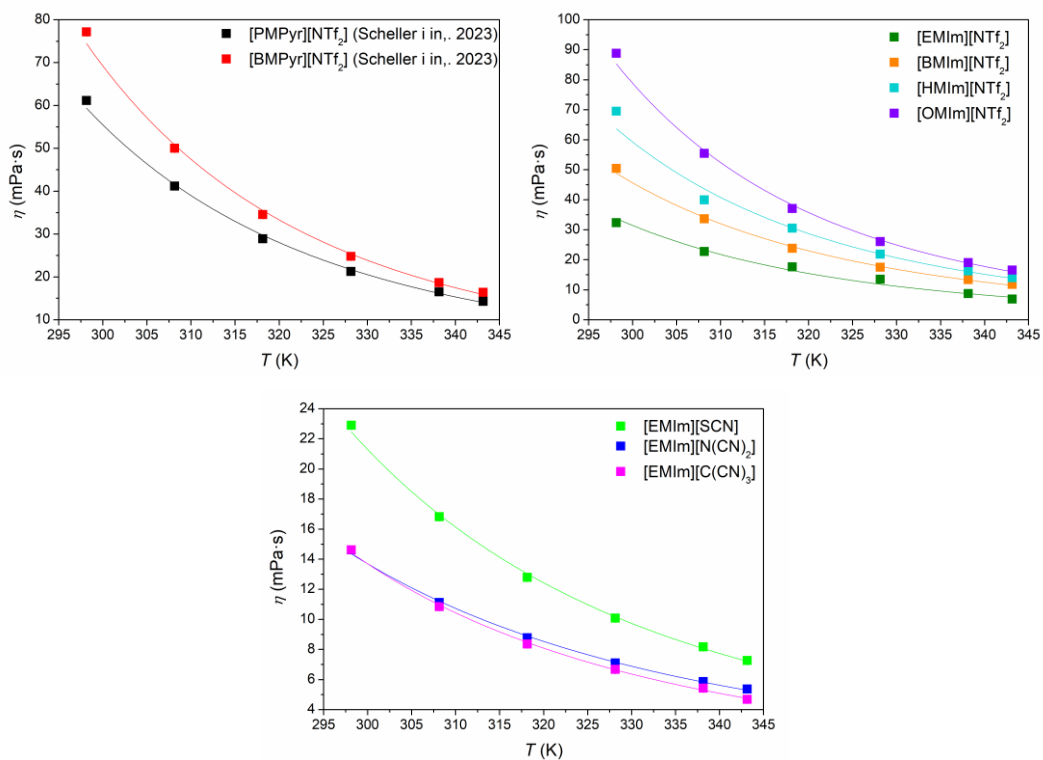 [PMPyr][NTf₂] (Scheller i in,. 2023)
[BMPyr][NTf₂] (Scheller i in,. 2023)
η (mPa·s)
80
70
60
50
40
30
20
10
295 300 305 310 315 320 325 330 335 340 345
T (K)
[EMIm][NTf₂]
[BMIm][NTf₂]
[HMIm][NTf₂]
[OMIm][NTf₂]
η (mPa·s)
100
90
80
70
60
50
40
30
20
10
0
295 300 305 310 315 320 325 330 335 340 345
T (K)
[EMIm][SCN]
[EMIm][N(CN)₂]
[EMIm][C(CN)₃]
η (mPa·s)
24
22
20
18
16
14
12
10
8
6
4
295 300 305 310 315 320 325 330 335 340 345
T (K)